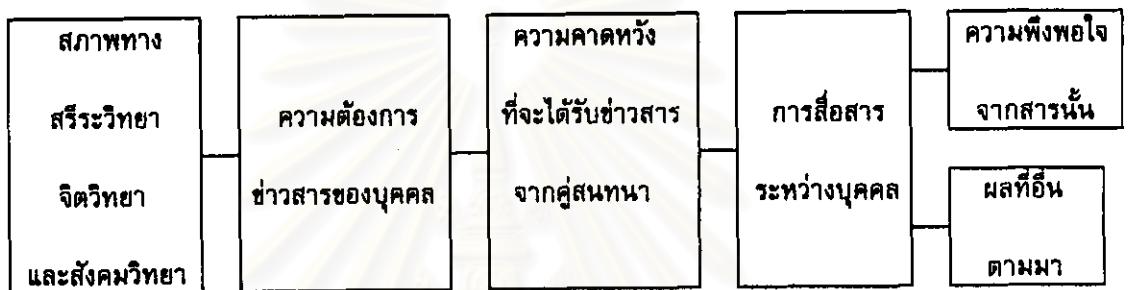 สภาพทาง
สรีระวิทยา
จิตวิทยา
และสังคมวิทยา
ความต้องการ
ข่าวสารของบุคคล
ความคาดหวัง
ที่จะได้รับข่าวสาร
จากคู่สนทนา
การสื่อสาร
ระหว่างบุคคล
ความพึงพอใจ
จากสารนั้น
ผลที่อื่น
ตามมา